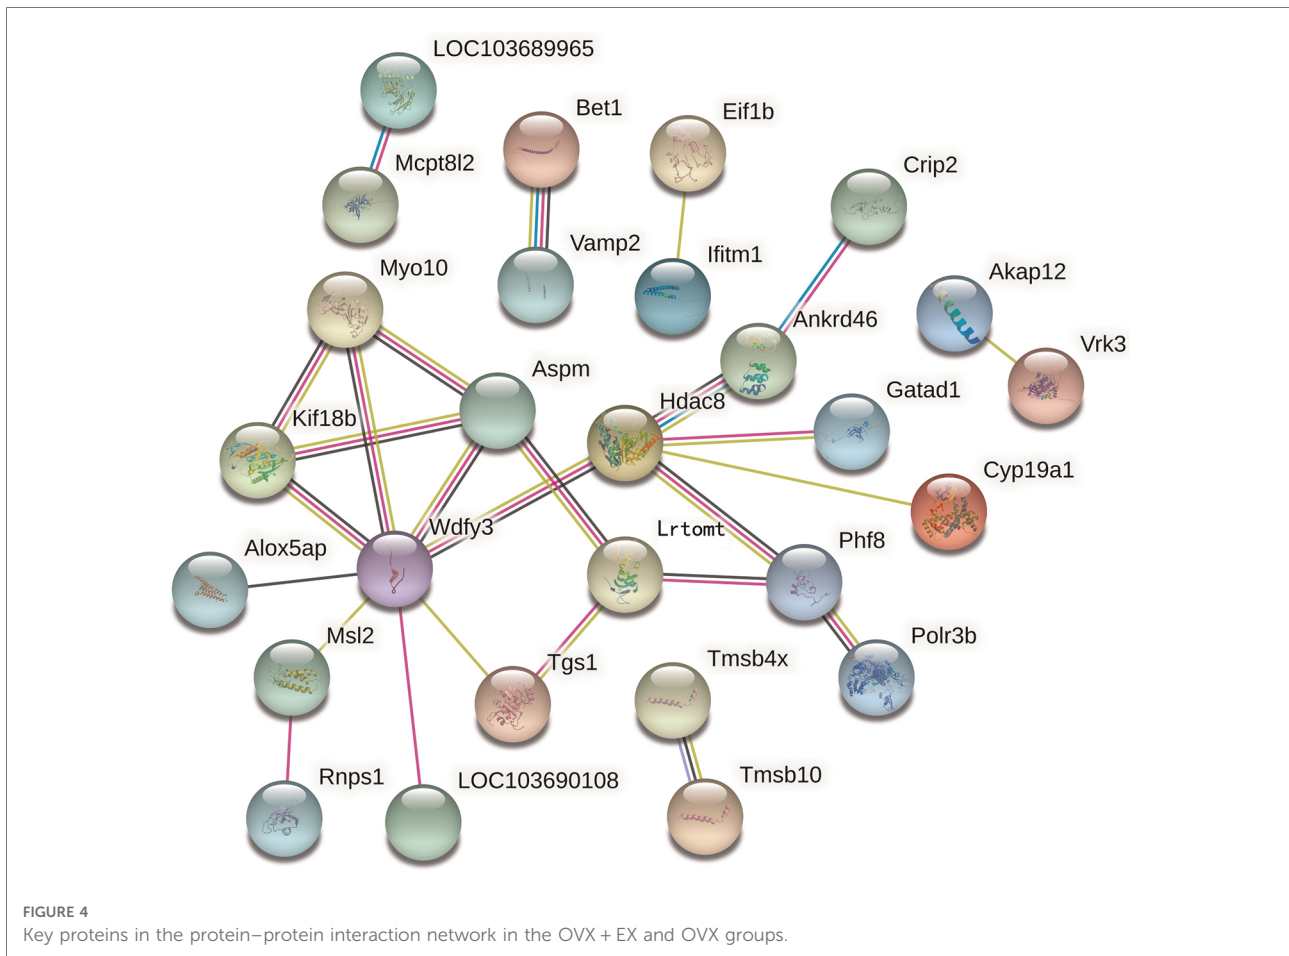 LOC103689965
Bet1
Eif1b
Mcpt8l2
Crip2
Vamp2
Ifitm1
Myo10
Akap12
Ankrd46
Vrk3
Aspm
Gatad1
Hdac8
Kif18b
Cyp19a1
Wdfy3
Lrtomt
Phf8
Alox5ap
Msl2
Polr3b
Tgs1
Tmsb4x
Rnps1
LOC103690108
Tmsb10
FIGURE 4
Key proteins in the protein–protein interaction network in the OVX + EX and OVX groups.